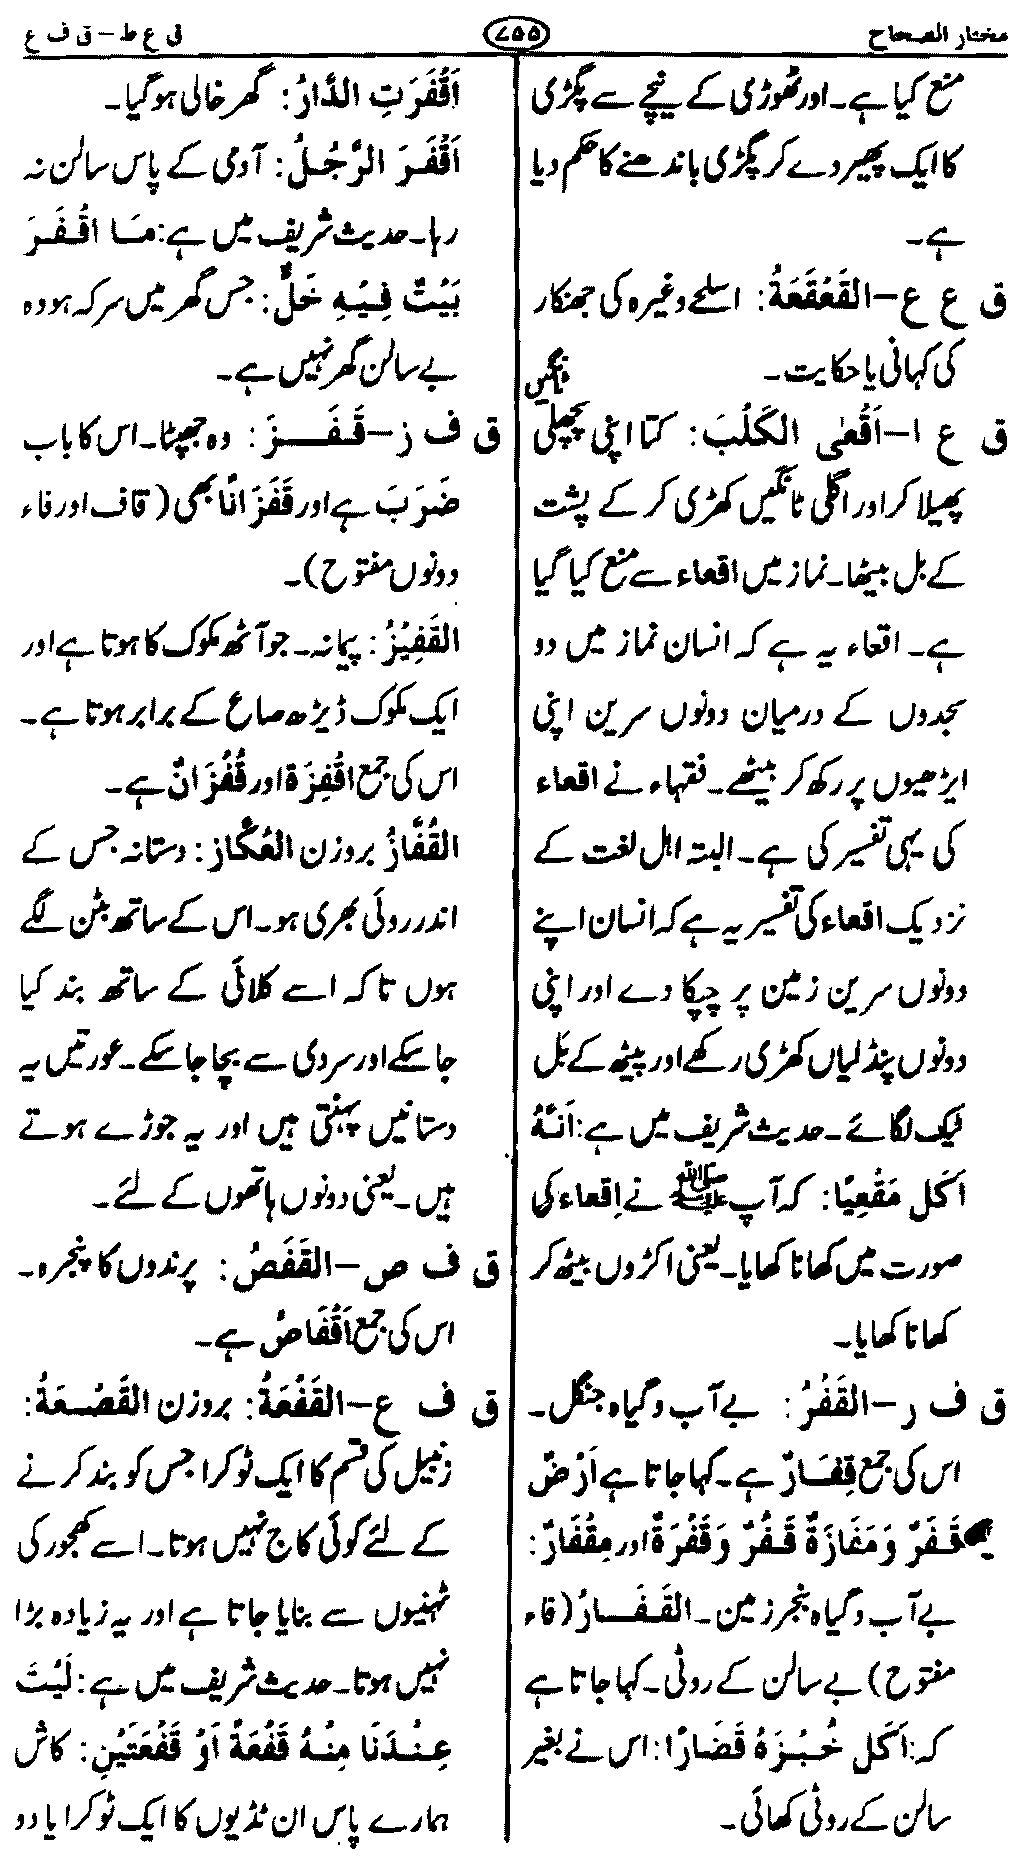 مختار الصحاح
۷۵۵
ق ع ط – ق ف ع
منع کیا ہے۔ اور ٹھوڑی کے نیچے سے پگڑی
کا ایک پھیر دے کر پگڑی باندھنے کا حکم دیا
ہے۔
ق ع ع – القَعْقَعَةُ: اسلحے وغیرہ کی جھنکار
کی کہانی یا حکایت۔
ق ع ا – اَقْعٰی الکَلْبَ: کتا اپنی پچھلی ٹانگیں
پھیلا کر اور اگلی ٹانگیں کھڑی کر کے پشت
کے بل بیٹھا۔ نماز میں اقعاء سے منع کیا گیا
ہے۔ اقعاء یہ ہے کہ انسان نماز میں دو
سجدوں کے درمیان دونوں سرین اپنی
ایڑھیوں پر رکھ کر بیٹھے۔ فقہاء نے اقعاء
کی یہی تفسیر کی ہے۔ البتہ اہل لغت کے
نزدیک اقعاء کی تفسیر یہ ہے کہ انسان اپنے
دونوں سرین زمین پر چپکا دے اور اپنی
دونوں پنڈلیاں کھڑی رکھے اور پیٹھ کے بَل
ٹیک لگائے۔ حدیث شریف میں ہے: اَنَّهُ
اَکَل مَقْعِیًا: کہ آپ ﷺ نے اِقعاء کی
صورت میں کھانا کھایا۔ یعنی اکڑوں بیٹھ کر
کھانا کھایا۔
ق ف ر – القَفْرُ: بے آب و گیاہ جنگل۔
اس کی جمع قِفَارٌ ہے۔ کہا جاتا ہے اَرْضٌ
قَفَرٌ وَمَفَازَةٌ قَفْرٌ وَقَفْرَةٌ اور مِقْفَارٌ:
بے آب و گیاہ بنجر زمین۔ القَفَارُ (قاء
مفتوح) بے سالن کے روٹی۔ کہا جاتا ہے
کہ: اَکَل خُبْزَهُ قَضَارًا: اس نے بغیر
سالن کے روٹی کھائی۔
اَقْفَرَتِ الدَّارُ: گھر خالی ہو گیا۔
اَقْفَرَ الرَّجُلُ: آدمی کے پاس سالن نہ
رہا۔ حدیث شریف میں ہے: مَا اقْفَرَ
بَیْتٌ فِیْهِ خَلٌّ: جس گھر میں سرکہ ہو وہ
بے سالن گھر نہیں ہے۔
ق ف ز – قَفَزَ: وہ جھپٹا۔ اس کا باب
ضَرَبَ ہے اور قَفَزَانًا بھی (قاف اور فاء
دونوں مفتوح)۔
القَفِیْزُ: پیمانہ۔ جو آٹھ مکوک کا ہوتا ہے اور
ایک مکوک ڈیڑھ صاع کے برابر ہوتا ہے۔
اس کی جمع اَقْفِزَة اور قُفْزَانٌ ہے۔
القُفَّازُ بروزن العُکَّاز: دستانہ جس کے
اندر روئی بھری ہو۔ اس کے ساتھ بٹن لگے
ہوں تا کہ اسے کلائی کے ساتھ بند کیا
جا سکے اور سردی سے بچا جا سکے۔ عورتیں یہ
دستانیں پہنتی ہیں اور یہ جوڑے ہوتے
ہیں۔ یعنی دونوں ہاتھوں کے لئے۔
ق ف ص – القَفَصُ: پرندوں کا پنجرہ۔
اس کی جمع اَقْفَاصٌ ہے۔
ق ف ع – القَفْعَةُ: بروزن القَصْعَةُ:
زنبیل کی قسم کا ایک ٹوکرا جس کو بند کرنے
کے لئے کوئی کاج نہیں ہوتا۔ اسے کھجور کی
ٹہنیوں سے بنایا جاتا ہے اور یہ زیادہ بڑا
نہیں ہوتا۔ حدیث شریف میں ہے: لَیْتَ
عِنْدَنَا مِنْهُ قَفْعَةً اَوْ قَفْعَتَیْنِ: کاش
ہمارے پاس ان ٹڈیوں کا ایک ٹوکرا یا دو